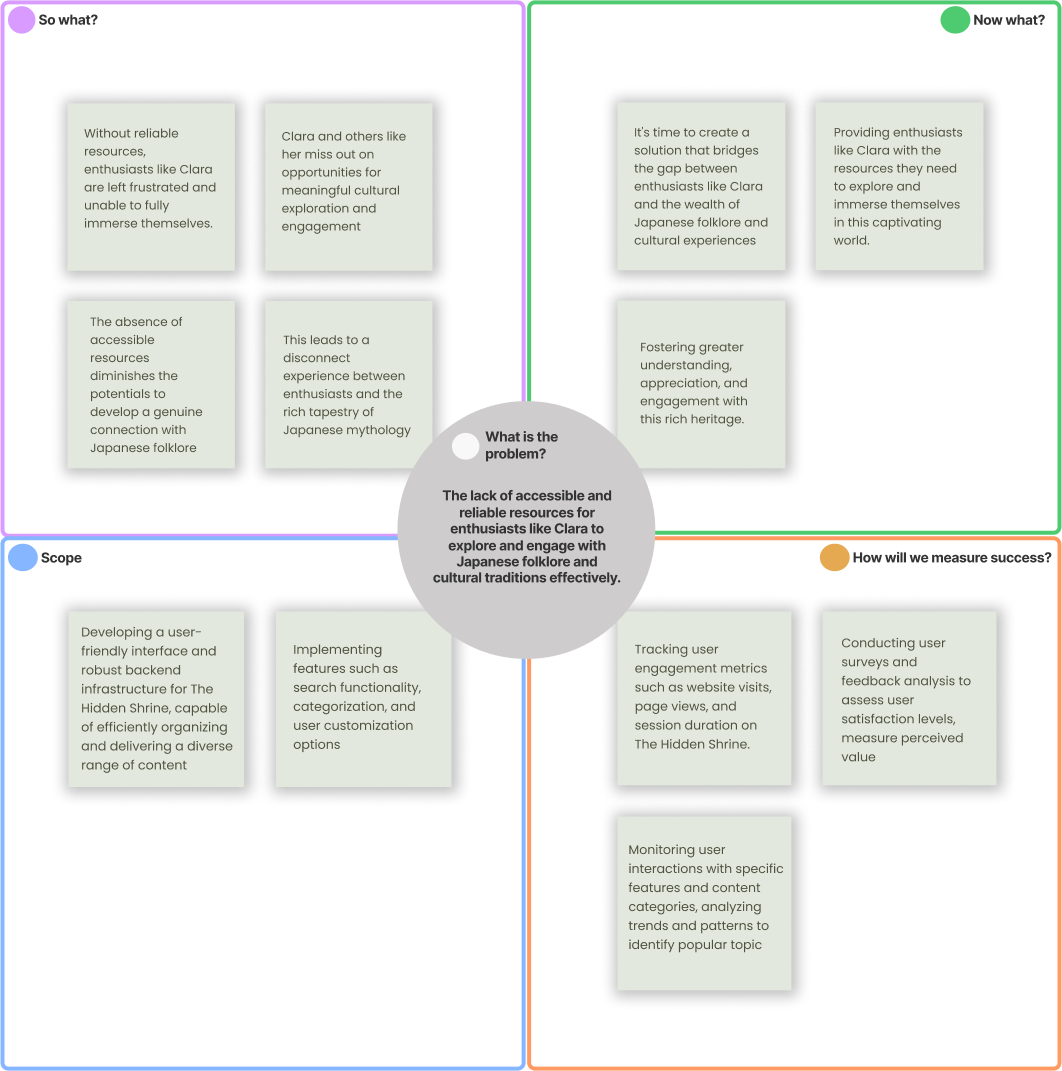 So what?
Without reliable
resources,
enthusiasts like Clara
are left frustrated and
unable to fully
immerse themselves.
Clara and others like
her miss out on
opportunities for
meaningful cultural
exploration and
engagement
The absence of
accessible
resources
diminishes the
potentials to
develop a genuine
connection with
Japanese folklore
This leads to a
disconnect
experience between
enthusiasts and the
rich tapestry of
Japanese mythology
Now what?
It's time to create a
solution that bridges
the gap between
enthusiasts like Clara
and the wealth of
Japanese folklore and
cultural experiences
Providing enthusiasts
like Clara with the
resources they need
to explore and
immerse themselves
in this captivating
world.
Fostering greater
understanding,
appreciation, and
engagement with
this rich heritage.
What is the
problem?
The lack of accessible and
reliable resources for
enthusiasts like Clara to
explore and engage with
Japanese folklore and
cultural traditions effectively.
Scope
Developing a user-
friendly interface and
robust backend
infrastructure for The
Hidden Shrine, capable
of efficiently organizing
and delivering a diverse
range of content
Implementing
features such as
search functionality,
categorization, and
user customization
options
How will we measure success?
Tracking user
engagement metrics
such as website visits,
page views, and
session duration on
The Hidden Shrine.
Conducting user
surveys and
feedback analysis to
assess user
satisfaction levels,
measure perceived
value
Monitoring user
interactions with specific
features and content
categories, analyzing
trends and patterns to
identify popular topic